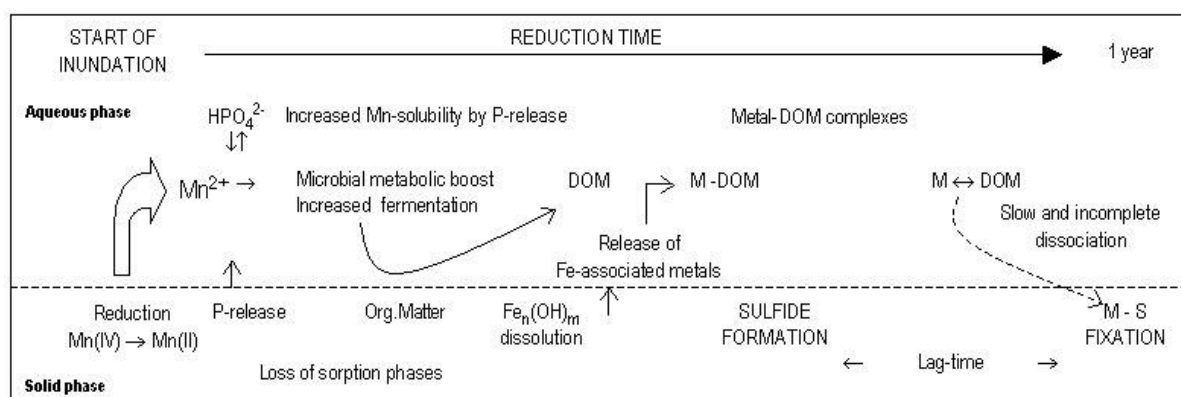 START OF
INUNDATION
REDUCTION TIME
1 year
Aqueous phase
HPO₄²⁻
Increased Mn-solubility by P-release
Metal-DOM complexes
↓↑
Mn²⁺ →
Microbial metabolic boost
Increased fermentation
DOM
M -DOM
M ↔ DOM
Slow and incomplete
dissociation
Release of
Fe-associated metals
Reduction
Mn(IV) → Mn(II)
P-release
Org.Matter
Feₙ(OH)ₘ
dissolution
SULFIDE
FORMATION
M - S
FIXATION
← Lag-time →
Loss of sorption phases
Solid phase